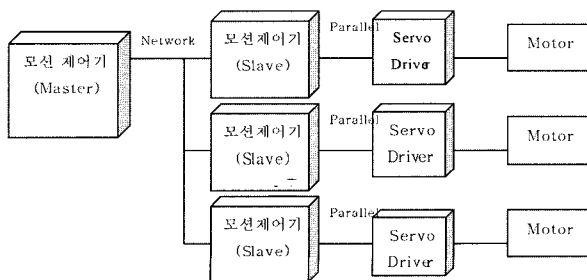 모션 제어기
(Master)
Network
모션제어기
(Slave)
Parallel
Servo
Driver
Motor
모션제어기
(Slave)
Parallel
Servo
Driver
Motor
모션제어기
(Slave)
Parallel
Servo
Driver
Motor